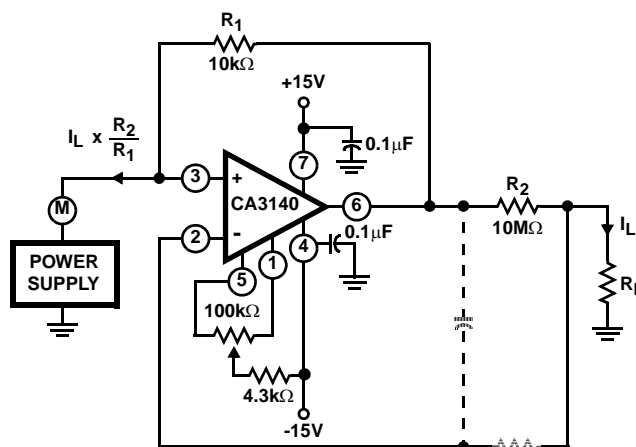 R1
10kΩ
+15V
IL x R2/R1
0.1µF
7
3
+
CA3140
6
R2
M
2
-
4
0.1µF
10MΩ
IL
POWER
SUPPLY
5
1
100kΩ
4.3kΩ
-15V